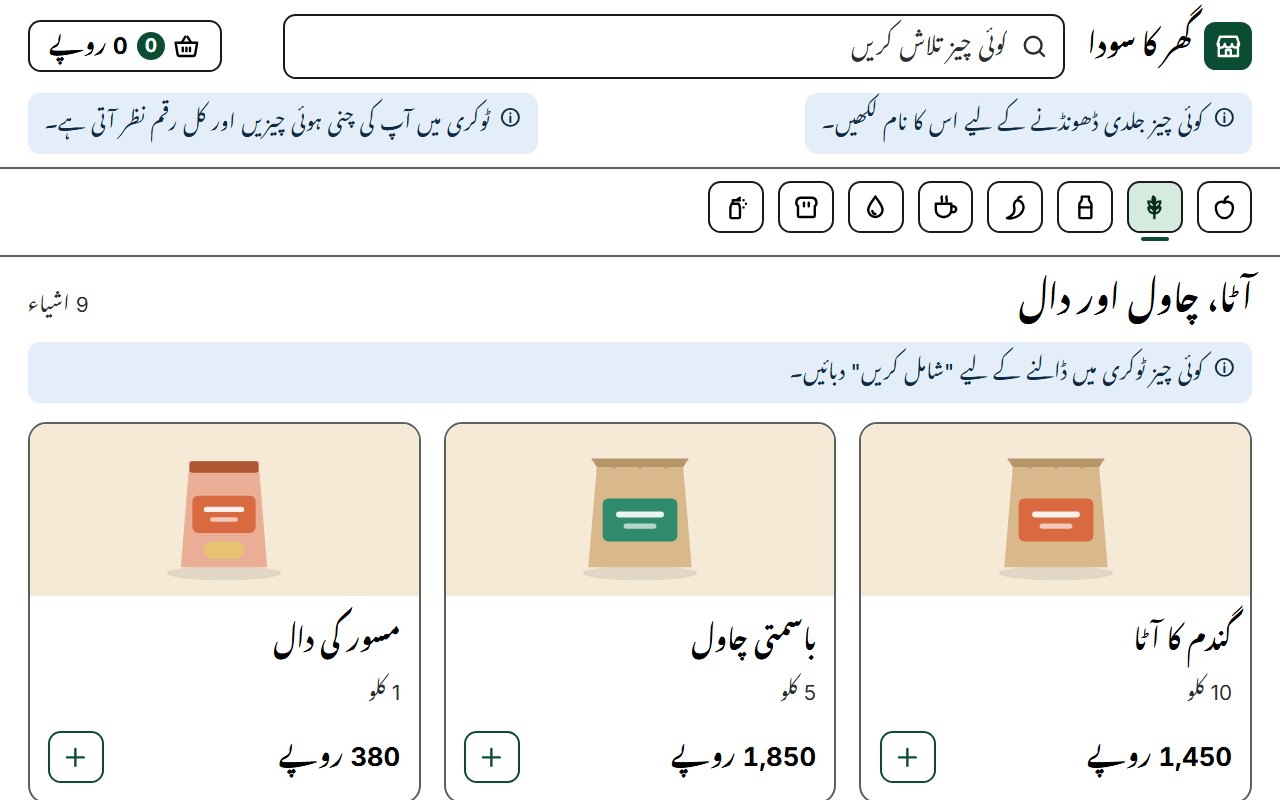 گھر کا سودا
کوئی چیز تلاش کریں
0 0 روپے
کوئی چیز جلدی ڈھونڈنے کے لیے اس کا نام لکھیں۔
ٹوکری میں آپ کی چنی ہوئی چیزیں اور کل رقم نظر آتی ہے۔
آٹا، چاول اور دال
9 اشیاء
کوئی چیز ٹوکری میں ڈالنے کے لیے "شامل کریں" دبائیں۔
گندم کا آٹا
10 کلو
1,450 روپے
باسمتی چاول
5 کلو
1,850 روپے
مسور کی دال
1 کلو
380 روپے